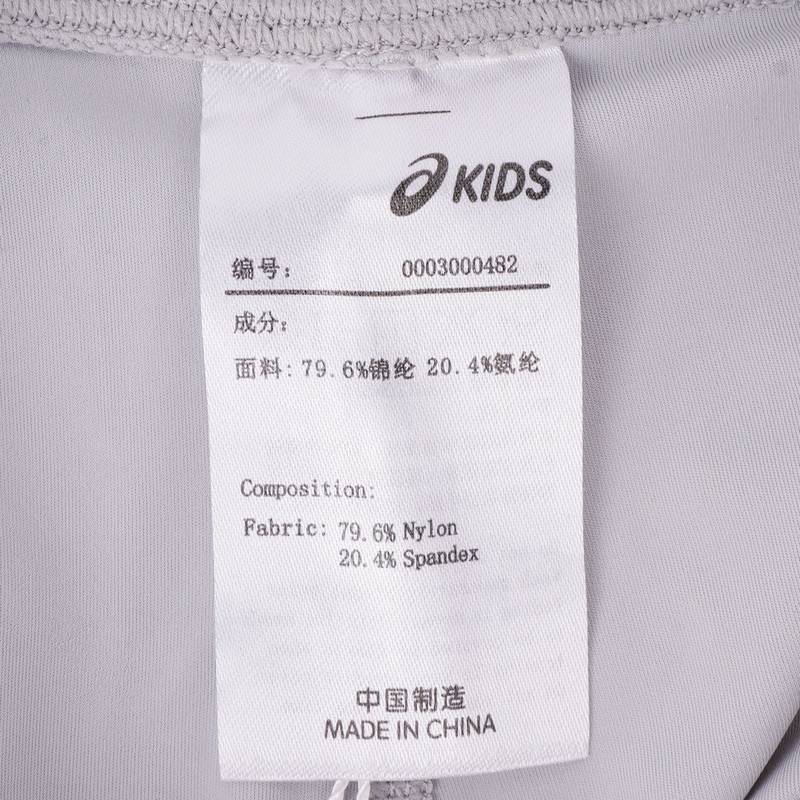 KIDS
编号： 0003000482
成分：
面料：79.6%锦纶 20.4%氨纶
Composition:
Fabric: 79.6% Nylon
20.4% Spandex
中国制造
MADE IN CHINA